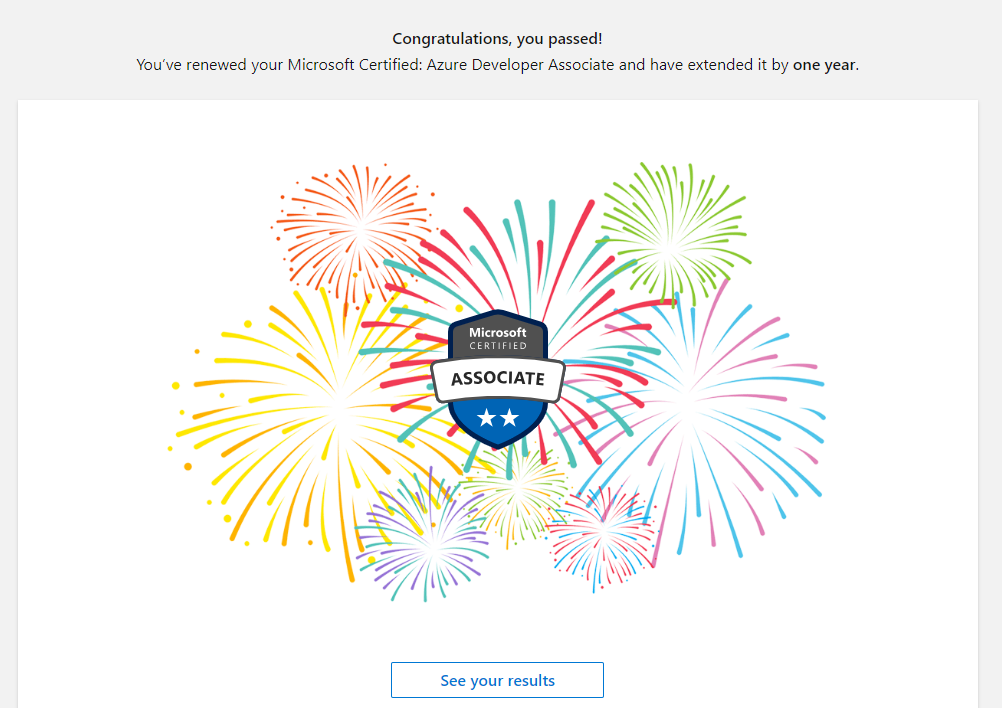 Congratulations, you passed!
You’ve renewed your Microsoft Certified: Azure Developer Associate and have extended it by one year.
Microsoft
CERTIFIED
ASSOCIATE
See your results